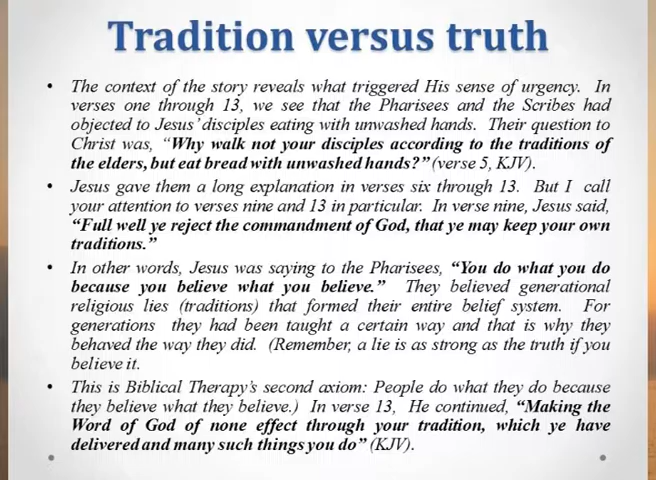 Tradition versus truth
• The context of the story reveals what triggered His sense of urgency. In
verses one through 13, we see that the Pharisees and the Scribes had
objected to Jesus' disciples eating with unwashed hands. Their question to
Christ was, "Why walk not your disciples according to the traditions of
the elders, but eat bread with unwashed hands?" (verse 5, KJV).
• Jesus gave them a long explanation in verses six through 13. But I call
your attention to verses nine and 13 in particular. In verse nine, Jesus said,
"Full well ye reject the commandment of God, that ye may keep your own
traditions."
• In other words, Jesus was saying to the Pharisees, "You do what you do
because you believe what you believe." They believed generational
religious lies (traditions) that formed their entire belief system. For
generations they had been taught a certain way and that is why they
behaved the way they did. (Remember, a lie is as strong as the truth if you
believe it.
• This is Biblical Therapy's second axiom: People do what they do because
they believe what they believe.) In verse 13, He continued, "Making the
Word of God of none effect through your tradition, which ye have
delivered and many such things you do" (KJV).